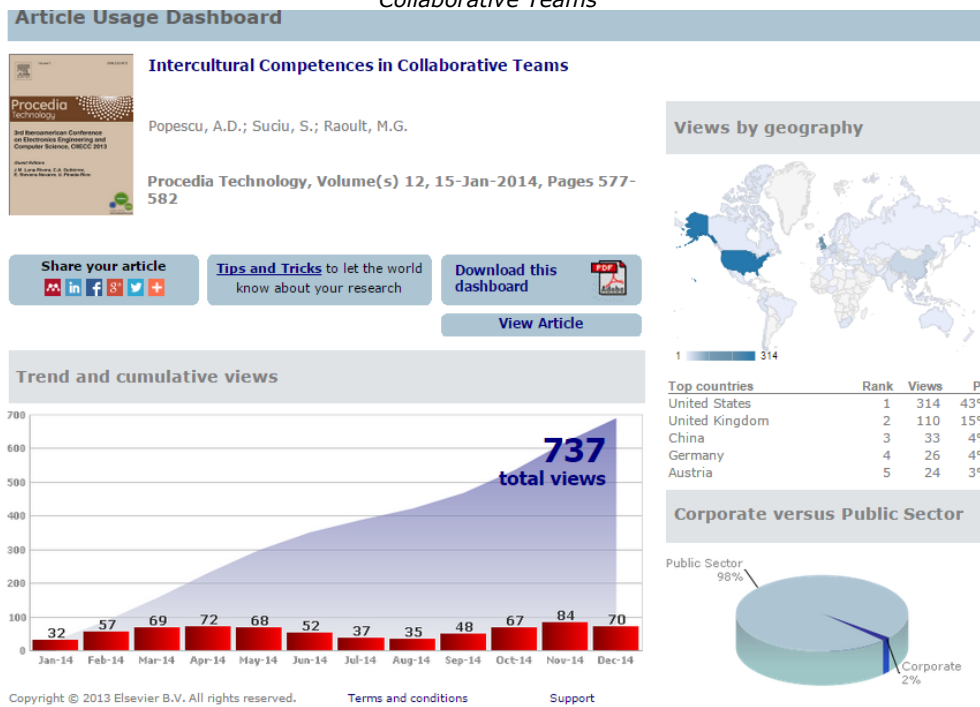 Collaborative Teams
Article Usage Dashboard
Intercultural Competences in Collaborative Teams
Procedia
Technology
3rd Iberoamerican Conference
on Electronics Engineering and
Computer Science, CIIECC 2013
Popescu, A.D.; Suciu, S.; Raoult, M.G.
Procedia Technology, Volume(s) 12, 15-Jan-2014, Pages 577-
582
Share your article
Tips and Tricks to let the world
know about your research
Download this
dashboard
PDF
Adobe
View Article
Trend and cumulative views
700
600
500
400
300
200
100
0
737
total views
32 57 69 72 68 52 37 35 48 67 84 70
Jan-14 Feb-14 Mar-14 Apr-14 May-14 Jun-14 Jul-14 Aug-14 Sep-14 Oct-14 Nov-14 Dec-14
Views by geography
1 314
Top countries Rank Views P
United States 1 314 43%
United Kingdom 2 110 15%
China 3 33 4%
Germany 4 26 4%
Austria 5 24 3%
Corporate versus Public Sector
Public Sector
98%
Corporate
2%
Copyright © 2013 Elsevier B.V. All rights reserved. Terms and conditions Support